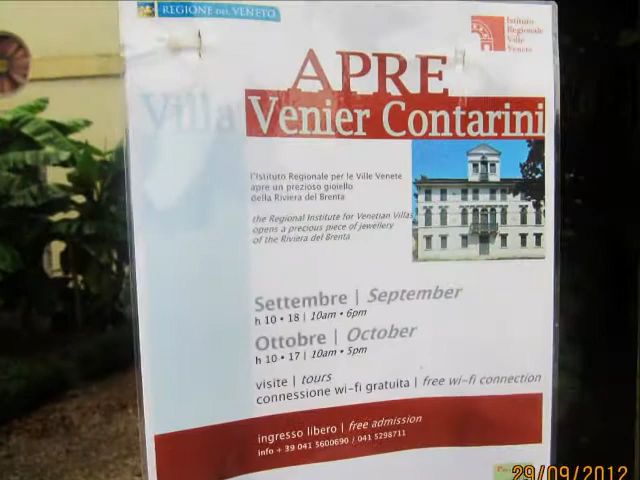 REGIONE DEL VENETO
Istituto
Regionale
Ville
Venete
APRE
Villa Venier Contarini
l'Istituto Regionale per le Ville Venete
apre un prezioso gioiello
della Riviera del Brenta
the Regional Institute for Venetian Villas
opens a precious piece of jewellery
of the Riviera del Brenta
Settembre | September
h 10 • 18 | 10am • 6pm
Ottobre | October
h 10 • 17 | 10am • 5pm
visite | tours
connessione wi-fi gratuita | free wi-fi connection
ingresso libero | free admission
info + 39 041 5600690 / 041 5298711
29/09/2012